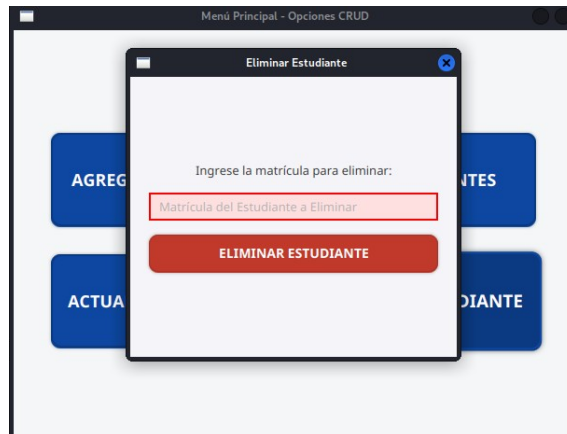 Menú Principal - Opciones CRUD
Eliminar Estudiante
Ingrese la matrícula para eliminar:
Matrícula del Estudiante a Eliminar
ELIMINAR ESTUDIANTE
AGREG
NTES
ACTUA
DIANTE